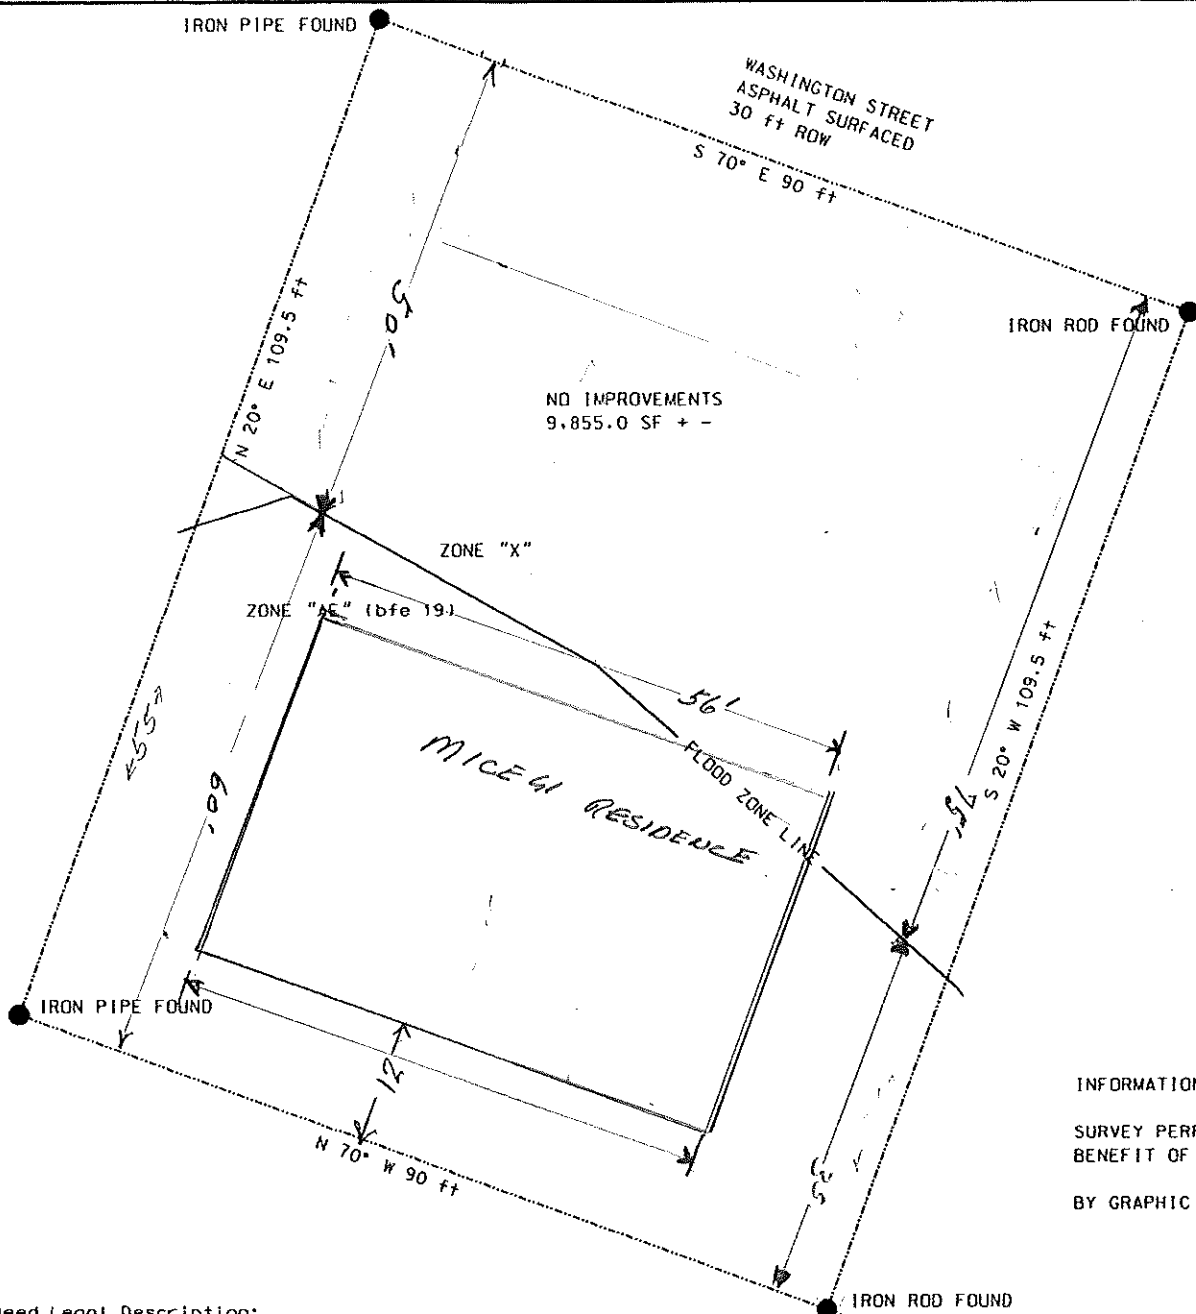 IRON PIPE FOUND
WASHINGTON STREET
ASPHALT SURFACED
30 ft ROW
S 70° E 90 ft
IRON ROD FOUND
N 20° E 109.5 ft
50'
NO IMPROVEMENTS
9,855.0 SF + -
ZONE "X"
ZONE "AE" (bfe 19)
56'
FLOOD ZONE LINE
S 20° W 109.5 ft
55
60'
RESIDENCE
IRON PIPE FOUND
12
N 70° W 90 ft
INFORMATION
BENEFIT OF
BY GRAPHIC
Legal Description:
IRON ROD FOUND